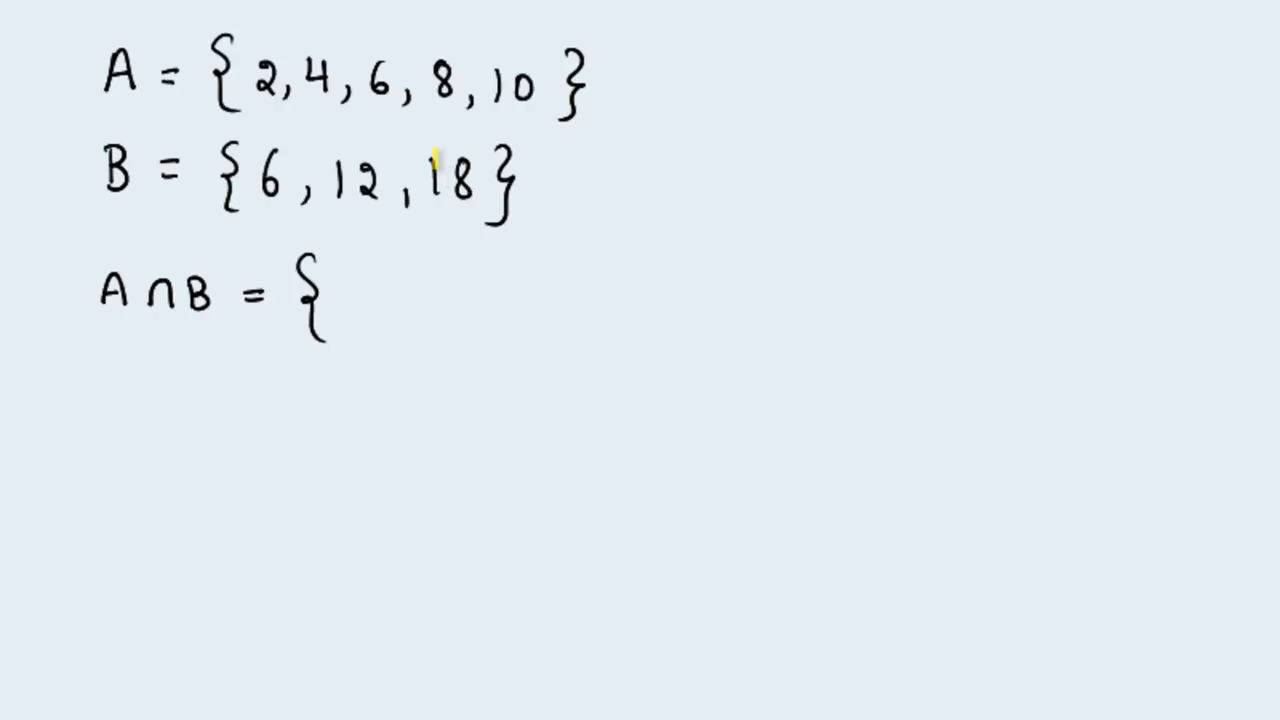 A = { 2, 4, 6, 8, 10 }
B = { 6, 12, 18 }
A ∩ B = {